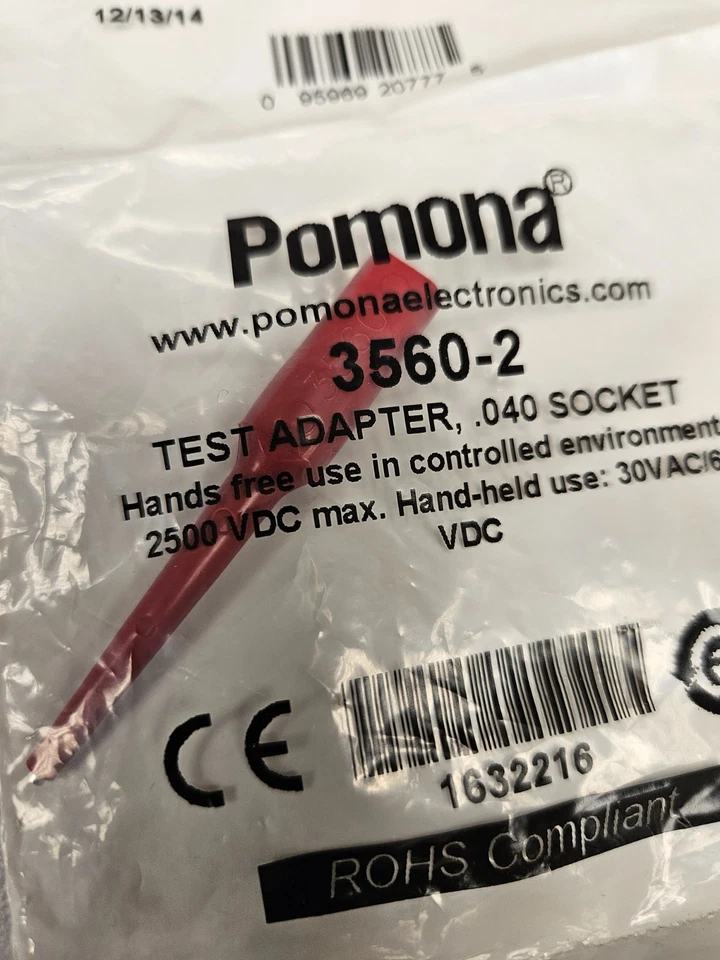 12/13/14
0 95969 20777 6
Pomona®
www.pomonaelectronics.com
3560-2
TEST ADAPTER, .040 SOCKET
Hands free use in controlled environment
2500 VDC max. Hand-held use: 30VAC/6
VDC
CE
1632216
ROHS Compliant